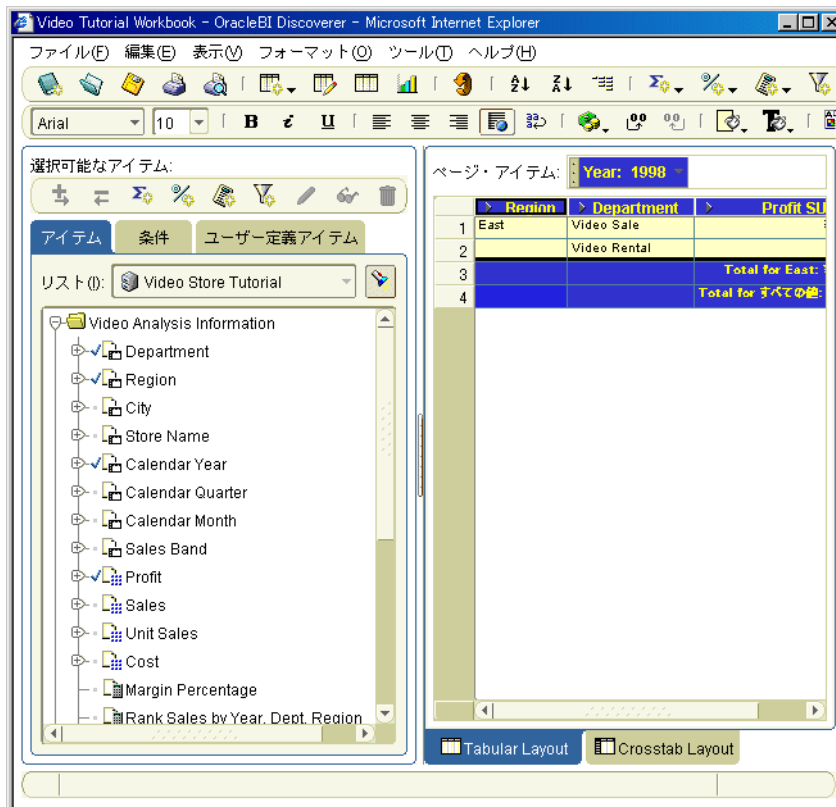 Video Tutorial Workbook - OracleBI Discoverer - Microsoft Internet Explorer
ファイル(F) 編集(E) 表示(V) フォーマット(O) ツール(T) ヘルプ(H)
Arial 10 B i U
選択可能なアイテム:
アイテム 条件 ユーザー定義アイテム
リスト(I): Video Store Tutorial
Video Analysis Information
Department
Region
City
Store Name
Calendar Year
Calendar Quarter
Calendar Month
Sales Band
Profit
Sales
Unit Sales
Cost
Margin Percentage
Rank Sales by Year, Dept, Region
ページ・アイテム: Year: 1998
Region Department Profit SU
1 East Video Sale
2 Video Rental
3 Total for East:
4 Total for すべての値:
Tabular Layout Crosstab Layout